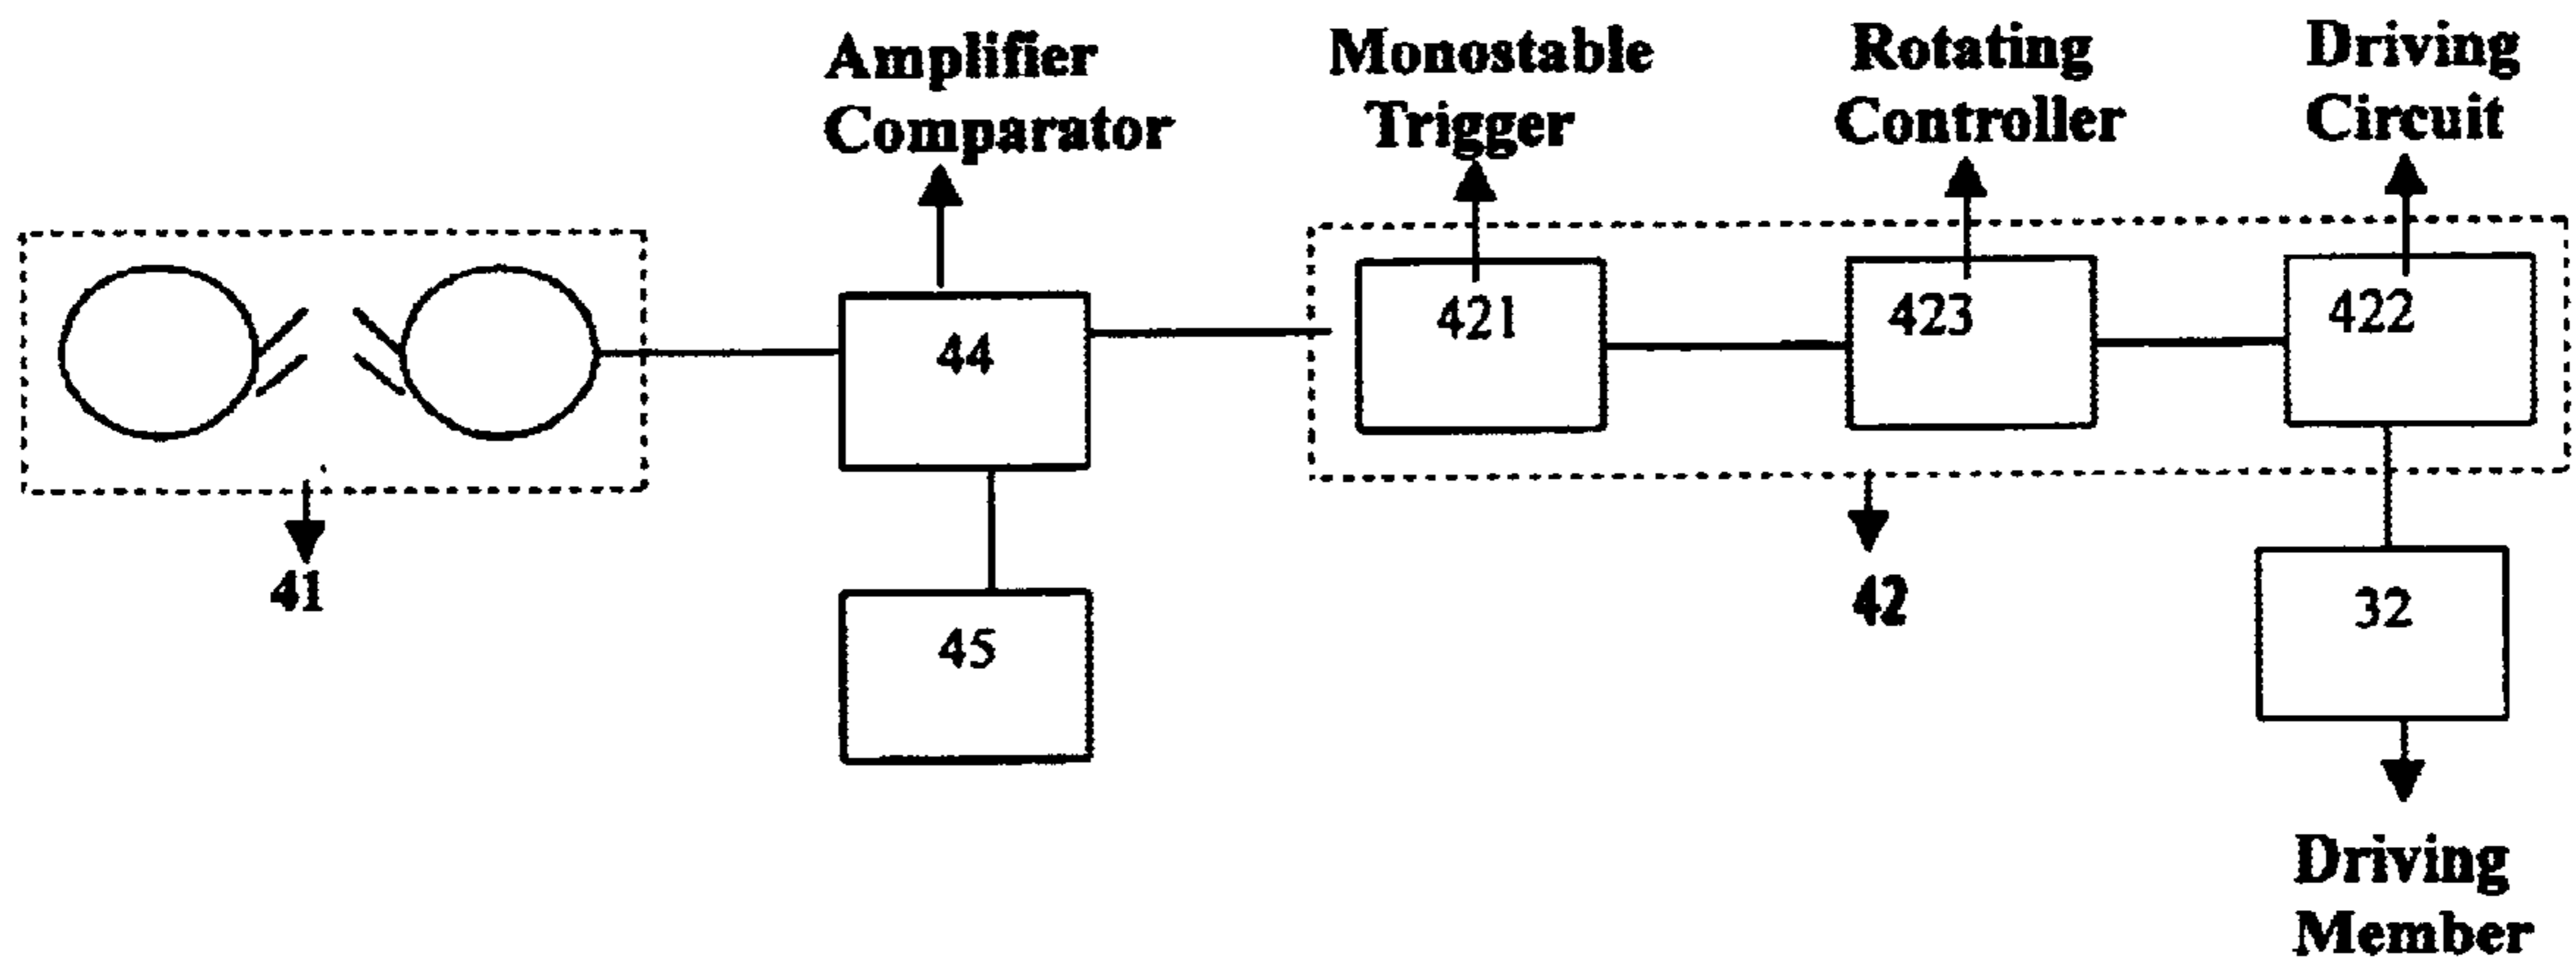 Amplifier
Comparator
Monostable
Trigger
Rotating
Controller
Driving
Circuit
44
421
423
422
41
45
42
32
Driving
Member